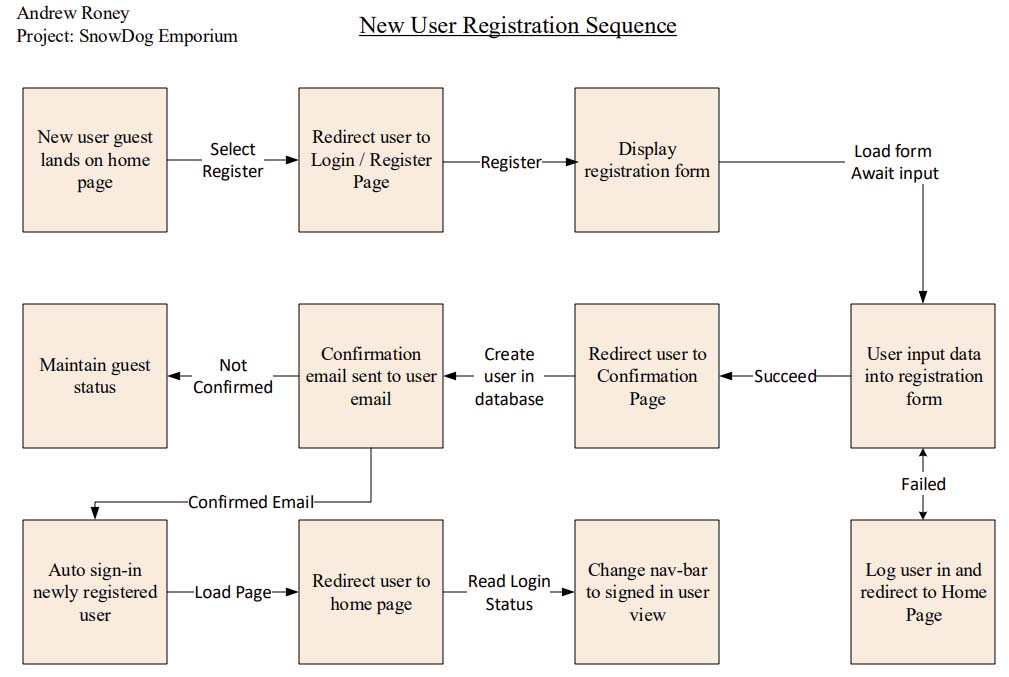 Andrew Roney
Project: SnowDog Emporium
New User Registration Sequence
New user guest
lands on home
page
Select
Register
Redirect user to
Login / Register
Page
Register
Display
registration form
Load form
Await input
Maintain guest
status
Not
Confirmed
Confirmation
email sent to user
email
Create
user in
database
Redirect user to
Confirmation
Page
Succeed
User input data
into registration
form
Failed
Confirmed Email
Auto sign-in
newly registered
user
Load Page
Redirect user to
home page
Read Login
Status
Change nav-bar
to signed in user
view
Log user in and
redirect to Home
Page